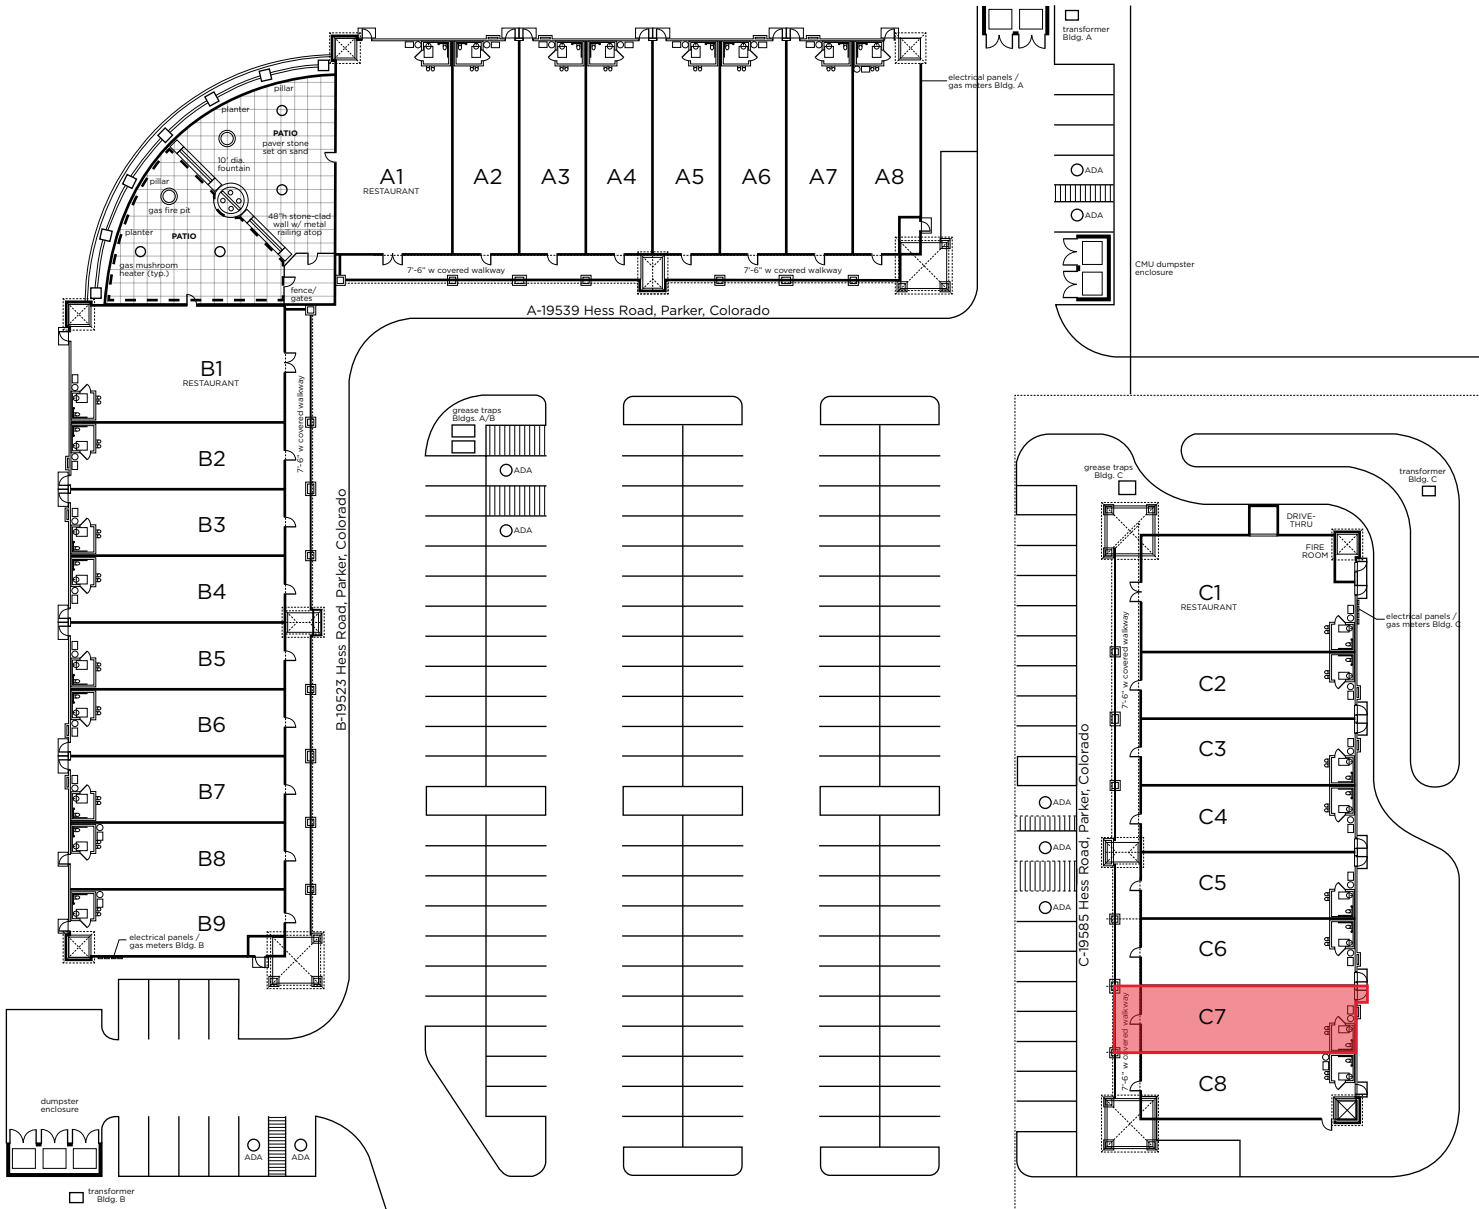 transformer
Bldg. A
pillar
electrical panels /
gas meters Bldg. A
planter
PATIO
paver stone
set on sand
10' dia.
fountain
A1
RESTAURANT
A2
A3
A4
A5
A6
A7
A8
ADA
ADA
pillar
gas fire pit
48"h stone-clad
wall w/ metal
railing atop
planter
PATIO
gas mushroom
heater (typ.)
7'-6" w covered walkway
7'-6" w covered walkway
CMU dumpster
enclosure
fence/
gates
A-19539 Hess Road, Parker, Colorado
B1
RESTAURANT
7'-6" w covered walkway
B2
B3
B4
B5
B6
B7
B8
B9
B-19523 Hess Road, Parker, Colorado
electrical panels /
gas meters Bldg. B
grease traps
Bldgs. A/B
ADA
ADA
grease traps
Bldg. C
transformer
Bldg. C
DRIVE-
THRU
FIRE
ROOM
C1
RESTAURANT
electrical panels /
gas meters Bldg. C
7'-6" w covered walkway
C2
C3
C4
C5
C6
C7
C8
7'-6" w covered walkway
C-19585 Hess Road, Parker, Colorado
ADA
ADA
ADA
dumpster
enclosure
ADA
ADA
transformer
Bldg. B